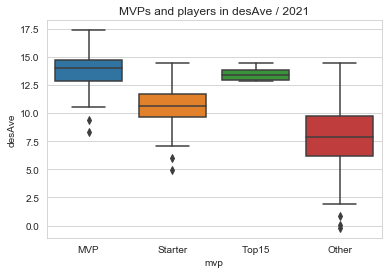 MVPs and players in desAve / 2021
17.5
15.0
12.5
10.0
7.5
5.0
2.5
0.0
desAve
MVP Starter Top15 Other
mvp